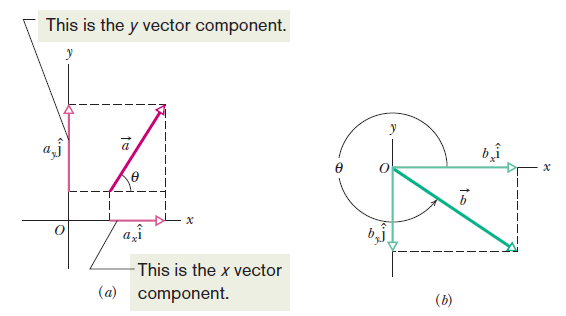 This is the y vector component.
y
a_y ĵ
a⃗
θ
O
a_x î
x
This is the x vector
component.
(a)
y
θ
O
b_x î
x
b⃗
b_y ĵ
(b)